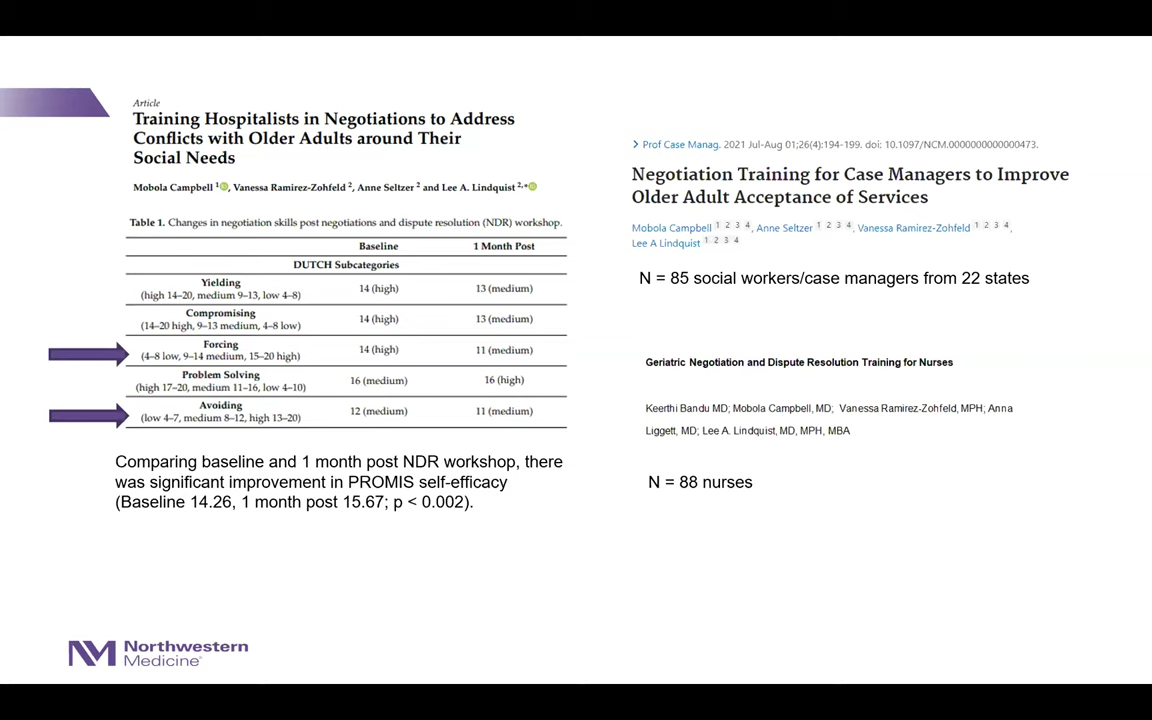 Article
Training Hospitalists in Negotiations to Address
Conflicts with Older Adults around Their
Social Needs
Mobola Campbell 1, Vanessa Ramirez-Zohfeld 2, Anne Seltzer 2 and Lee A. Lindquist 2,*
Table 1. Changes in negotiation skills post negotiations and dispute resolution (NDR) workshop.
Baseline 1 Month Post
DUTCH Subcategories
Yielding
(high 14–20, medium 9–13, low 4–8) 14 (high) 13 (medium)
Compromising
(14–20 high, 9–13 medium, 4–8 low) 14 (high) 13 (medium)
Forcing
(4–8 low, 9–14 medium, 15–20 high) 14 (high) 11 (medium)
Problem Solving
(high 17–20, medium 11–16, low 4–10) 16 (medium) 16 (high)
Avoiding
(low 4–7, medium 8–12, high 13–20) 12 (medium) 11 (medium)
Comparing baseline and 1 month post NDR workshop, there
was significant improvement in PROMIS self-efficacy
(Baseline 14.26, 1 month post 15.67; p < 0.002).
> Prof Case Manag. 2021 Jul-Aug 01;26(4):194-199. doi: 10.1097/NCM.0000000000000473.
Negotiation Training for Case Managers to Improve
Older Adult Acceptance of Services
Mobola Campbell 1 2 3 4, Anne Seltzer 1 2 3 4, Vanessa Ramirez-Zohfeld 1 2 3 4,
Lee A Lindquist 1 2 3 4
N = 85 social workers/case managers from 22 states
Geriatric Negotiation and Dispute Resolution Training for Nurses
Keerthi Bandu MD; Mobola Campbell, MD; Vanessa Ramirez-Zohfeld, MPH; Anna
Liggett, MD; Lee A. Lindquist, MD, MPH, MBA
N = 88 nurses
NM Northwestern
Medicine®